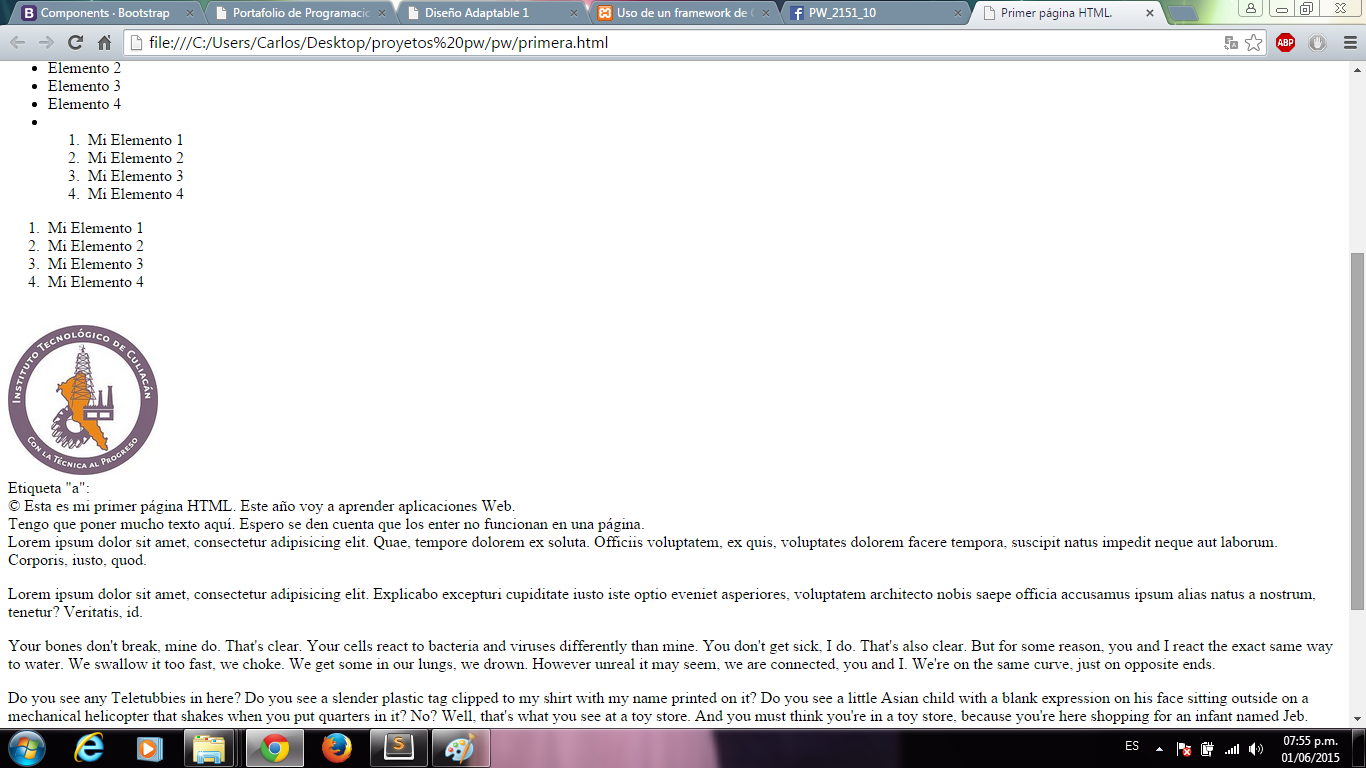 Components · Bootstrap
Portafolio de Programació
Diseño Adaptable 1
Uso de un framework de C
PW_2151_10
Primer página HTML.
file:///C:/Users/Carlos/Desktop/proyetos%20pw/pw/primera.html
ABP
Elemento 2
Elemento 3
Elemento 4
1. Mi Elemento 1
2. Mi Elemento 2
3. Mi Elemento 3
4. Mi Elemento 4
1. Mi Elemento 1
2. Mi Elemento 2
3. Mi Elemento 3
4. Mi Elemento 4
INSTITUTO TECNOLÓGICO DE CULIACÁN
CON LA TÉCNICA AL PROGRESO
Etiqueta "a":
© Esta es mi primer página HTML. Este año voy a aprender aplicaciones Web.
Tengo que poner mucho texto aquí. Espero se den cuenta que los enter no funcionan en una página.
Lorem ipsum dolor sit amet, consectetur adipisicing elit. Quae, tempore dolorem ex soluta. Officiis voluptatem, ex quis, voluptates dolorem facere tempora, suscipit natus impedit neque aut laborum.
Corporis, iusto, quod.
Lorem ipsum dolor sit amet, consectetur adipisicing elit. Explicabo excepturi cupiditate iusto iste optio eveniet asperiores, voluptatem architecto nobis saepe officia accusamus ipsum alias natus a nostrum,
tenetur? Veritatis, id.
Your bones don't break, mine do. That's clear. Your cells react to bacteria and viruses differently than mine. You don't get sick, I do. That's also clear. But for some reason, you and I react the exact same way
to water. We swallow it too fast, we choke. We get some in our lungs, we drown. However unreal it may seem, we are connected, you and I. We're on the same curve, just on opposite ends.
Do you see any Teletubbies in here? Do you see a slender plastic tag clipped to my shirt with my name printed on it? Do you see a little Asian child with a blank expression on his face sitting outside on a
mechanical helicopter that shakes when you put quarters in it? No? Well, that's what you see at a toy store. And you must think you're in a toy store, because you're here shopping for an infant named Jeb.
ES
07:55 p.m.
01/06/2015